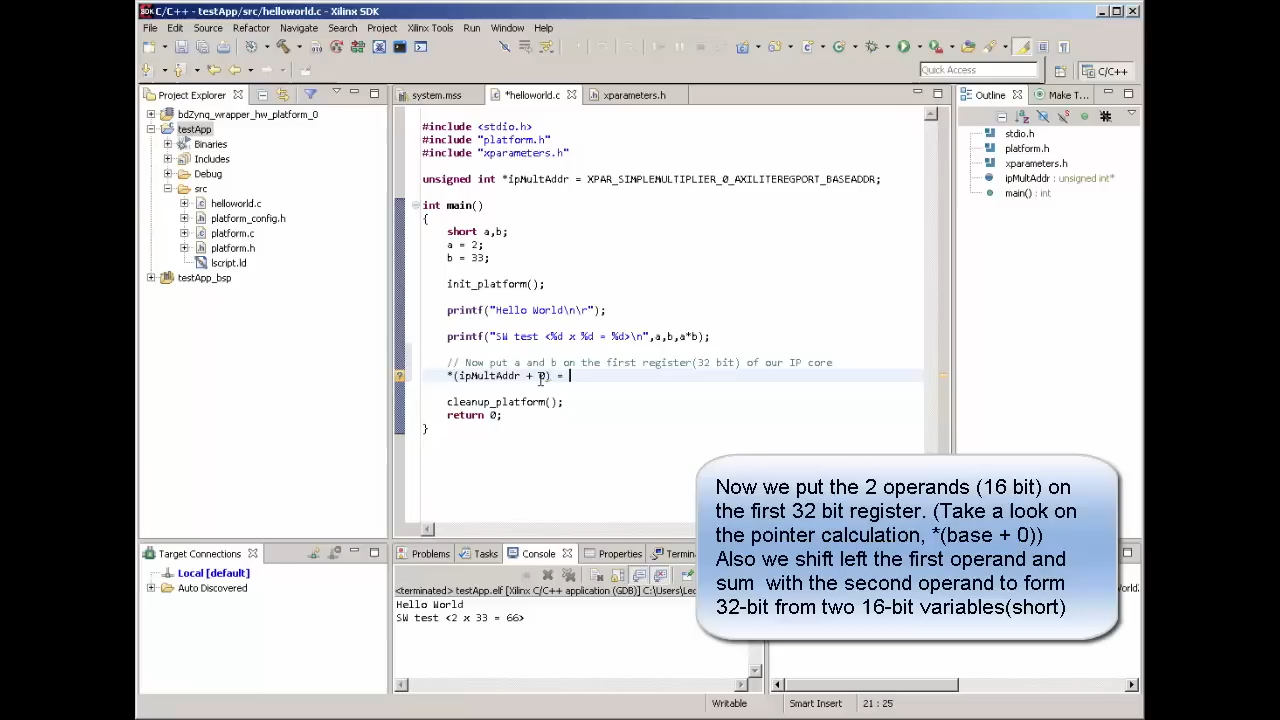 C/C++ - testApp/src/helloworld.c - Xilinx SDK
File Edit Source Refactor Navigate Search Project Xilinx Tools Run Window Help
Quick Access
C/C++
Project Explorer
bdZynq_wrapper_hw_platform_0
testApp
Binaries
Includes
Debug
src
helloworld.c
platform_config.h
platform.c
platform.h
lscript.ld
testApp_bsp
system.mss
*helloworld.c
xparameters.h
#include <stdio.h>
#include "platform.h"
#include "xparameters.h"
unsigned int *ipMultAddr = XPAR_SIMPLEMULTIPLIER_0_AXILITEREGPORT_BASEADDR;
int main()
{
short a,b;
a = 2;
b = 33;
init_platform();
printf("Hello World\n\r");
printf("SW test <%d x %d = %d>\n",a,b,a*b);
// Now put a and b on the first register(32 bit) of our IP core
*(ipMultAddr + 0) =
cleanup_platform();
return 0;
}
Outline
Make T...
stdio.h
platform.h
xparameters.h
ipMultAddr : unsigned int*
main() : int
Now we put the 2 operands (16 bit) on
the first 32 bit register. (Take a look on
the pointer calculation, *(base + 0))
Also we shift left the first operand and
sum with the second operand to form
32-bit from two 16-bit variables(short)
Target Connections
Local [default]
Auto Discovered
Problems
Tasks
Console
Properties
<terminated> testApp.elf [Xilinx C/C++ application (GDB)]
Hello World
SW test <2 x 33 = 66>
Writable
Smart Insert
21 : 25